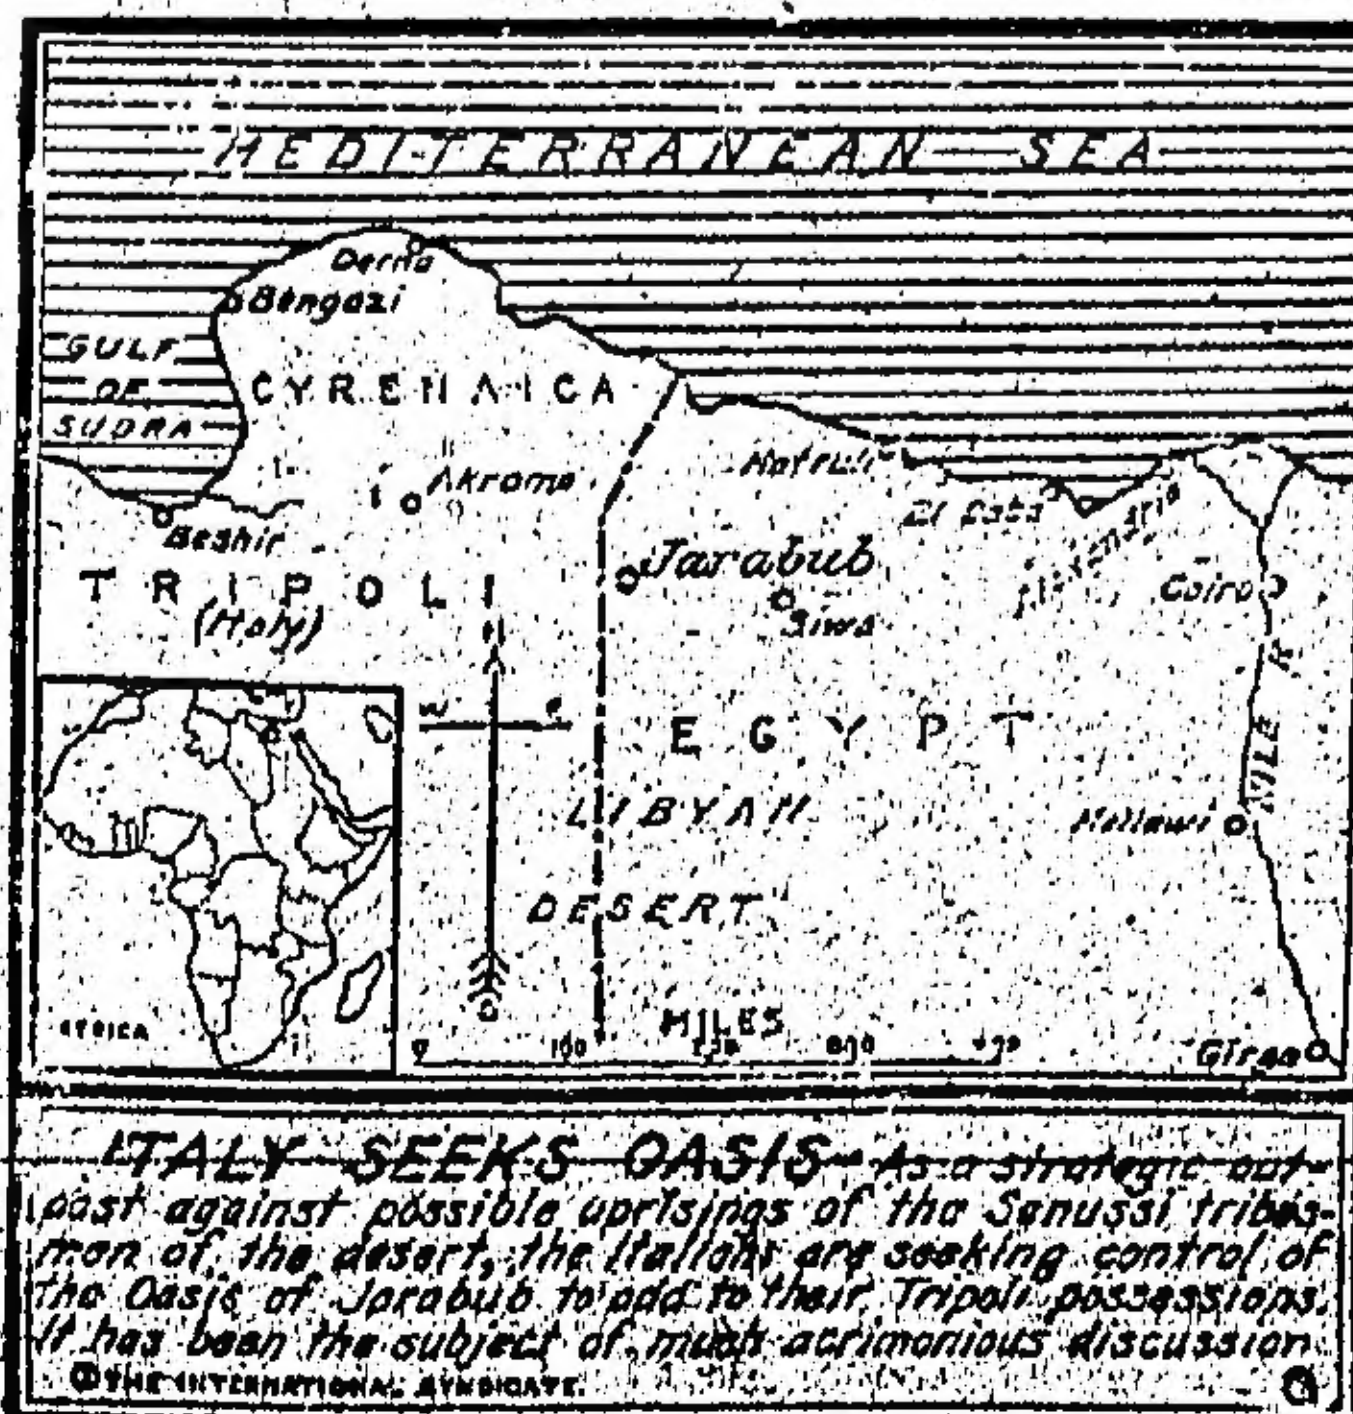 MEDITERRANEAN SEA
Derna
Bengazi
GULF
OF
SUDRA
CYRENAICA
Akroma
Beshir
TRIPOLI
(Italy)
Matruh
Alexandria
Jarabub
Siwa
Cairo
N
W E
EGYPT
NILE R
LIBYAN
DESERT
Mellawi
MILES
0 100
Girga
AFRICA
ITALY SEEKS OASIS - As a strategic out-
post against possible uprisings of the Senussi tribes-
men of the desert, the Italians are seeking control of
the Oasis of Jarabub to add to their Tripoli possessions.
It has been the subject of much acrimonious discussion.
© THE INTERNATIONAL SYNDICATE.